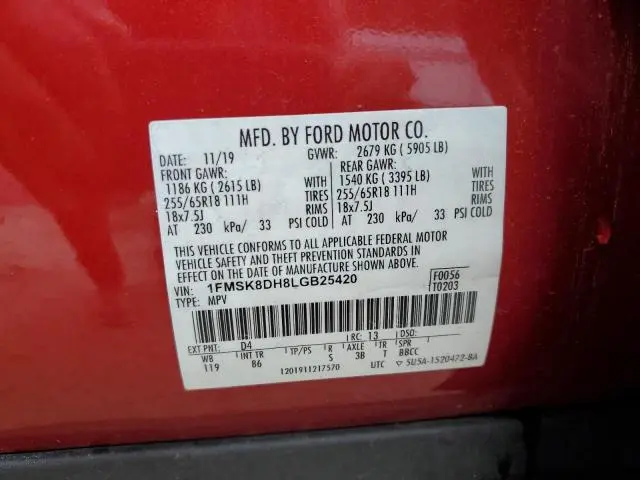 MFD. BY FORD MOTOR CO.
DATE: 11/19 GVWR: 2679 KG ( 5905 LB)
FRONT GAWR: REAR GAWR:
1186 KG ( 2615 LB) WITH 1540 KG ( 3395 LB) WITH
255/65R18 111H TIRES 255/65R18 111H TIRES
18x7.5J RIMS 18x7.5J RIMS
AT 230 kPa/ 33 PSI COLD AT 230 kPa/ 33 PSI COLD
THIS VEHICLE CONFORMS TO ALL APPLICABLE FEDERAL MOTOR
VEHICLE SAFETY AND THEFT PREVENTION STANDARDS IN
EFFECT ON THE DATE OF MANUFACTURE SHOWN ABOVE.
VIN: 1FMSK8DH8LGB25420 F0056
TYPE: MPV T0203
EXT PNT: D4 RC: 13 DSO:
WB INT TR TP/PS R AXLE TR SPR
119 86 S 3B T BBCC
1201911217570 UTC ▽ 5U5A-1520472-BA